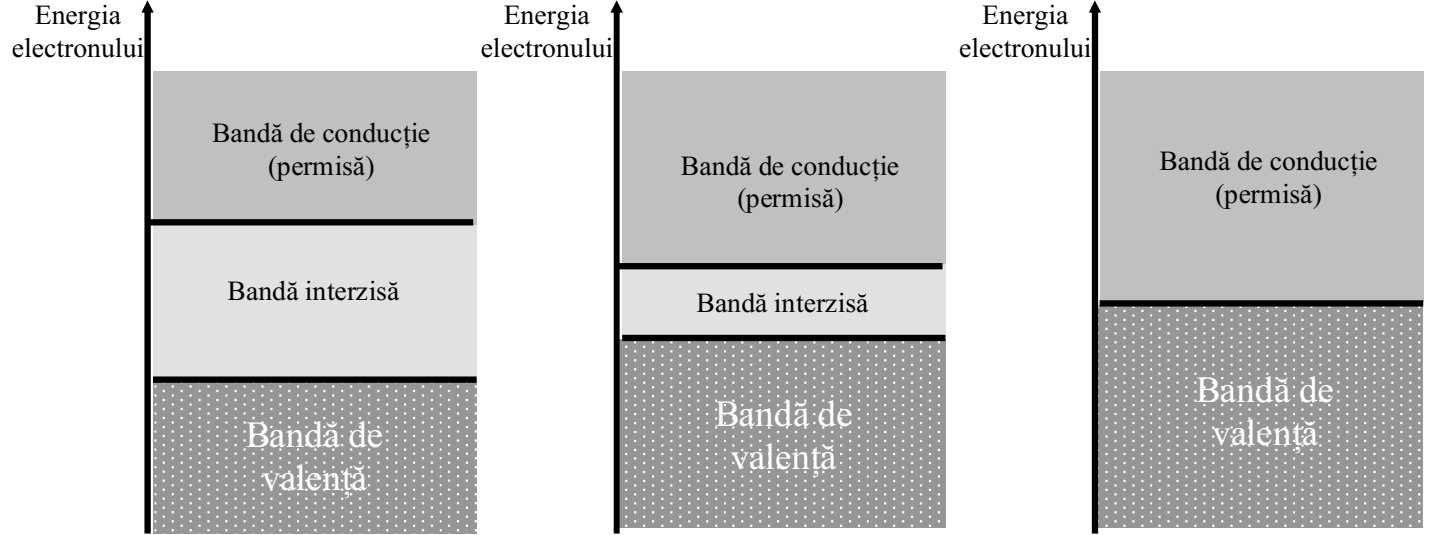 Energia
electronului
Bandă de conducție
(permisă)
Bandă interzisă
Bandă de
valență
Energia
electronului
Bandă de conducție
(permisă)
Bandă interzisă
Bandă de
valență
Energia
electronului
Bandă de conducție
(permisă)
Bandă de
valență